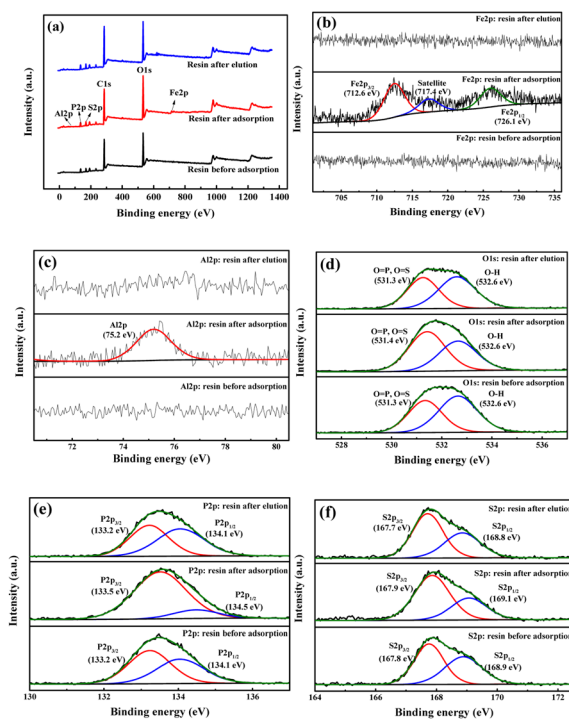 (a)
Resin after elution
C1s
O1s
Fe2p
P2p
S2p
Al2p
Resin after adsorption
Resin before adsorption
0 200 400 600 800 1000 1200 1400
Binding energy (eV)
Intensity (a.u.)
(b)
Fe2p: resin after elution
Fe2p: resin after adsorption
Fe2p3/2
(712.6 eV)
Satellite
(717.4 eV)
Fe2p1/2
(726.1 eV)
Fe2p: resin before adsorption
701 706 711 716 721 726 731 736
Binding energy (eV)
Intensity (a.u.)
(c)
Al2p: resin after elution
Al2p: resin after adsorption
Al2p
(75.2 eV)
Al2p: resin before adsorption
72 74 76 78 80
Binding energy (eV)
Intensity (a.u.)
(d)
O1s: resin after elution
O=P, O=S
(531.3 eV)
O-H
(532.6 eV)
O1s: resin after adsorption
O=P, O=S
(531.4 eV)
O-H
(532.6 eV)
O1s: resin before adsorption
O=P, O=S
(531.3 eV)
O-H
(532.6 eV)
528 530 532 534 536
Binding energy (eV)
Intensity (a.u.)
(e)
P2p: resin after elution
P2p3/2
(133.2 eV)
P2p1/2
(134.1 eV)
P2p: resin after adsorption
P2p3/2
(133.5 eV)
P2p1/2
(134.5 eV)
P2p: resin before adsorption
P2p3/2
(133.2 eV)
P2p1/2
(134.1 eV)
130 132 134 136
Binding energy (eV)
Intensity (a.u.)
(f)
S2p: resin after elution
S2p3/2
(167.7 eV)
S2p1/2
(168.8 eV)
S2p: resin after adsorption
S2p3/2
(167.9 eV)
S2p1/2
(169.1 eV)
S2p: resin before adsorption
S2p3/2
(167.8 eV)
S2p1/2
(168.9 eV)
164 166 168 170 172
Binding energy (eV)
Intensity (a.u.)